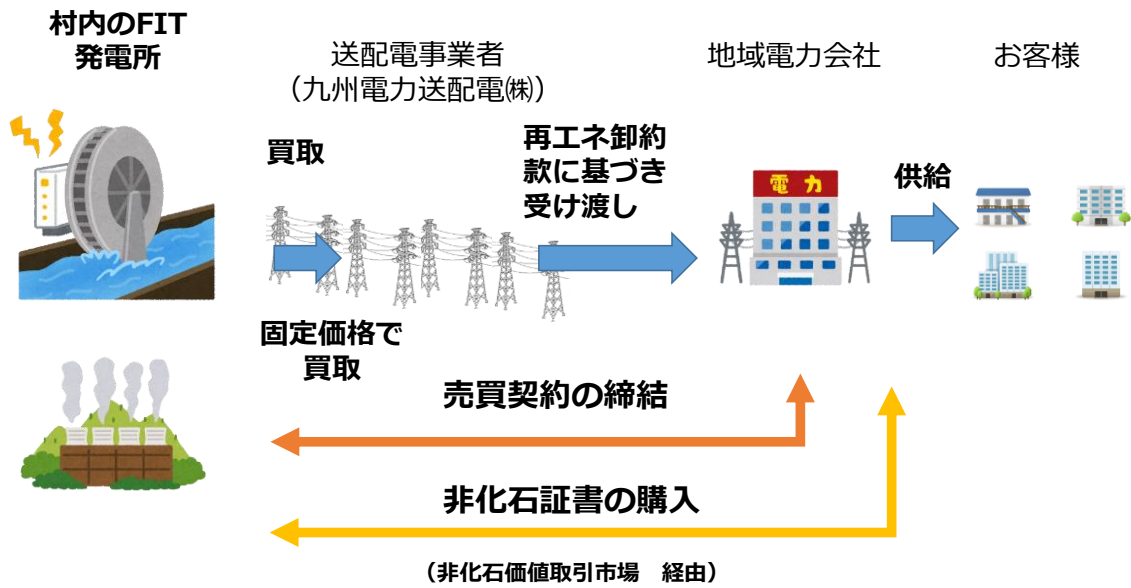 村内のFIT
発電所
送配電事業者
（九州電力送配電㈱）
地域電力会社
お客様
買取
再エネ卸約
款に基づき
受け渡し
電力
供給
固定価格で
買取
売買契約の締結
非化石証書の購入
（非化石価値取引市場　経由）